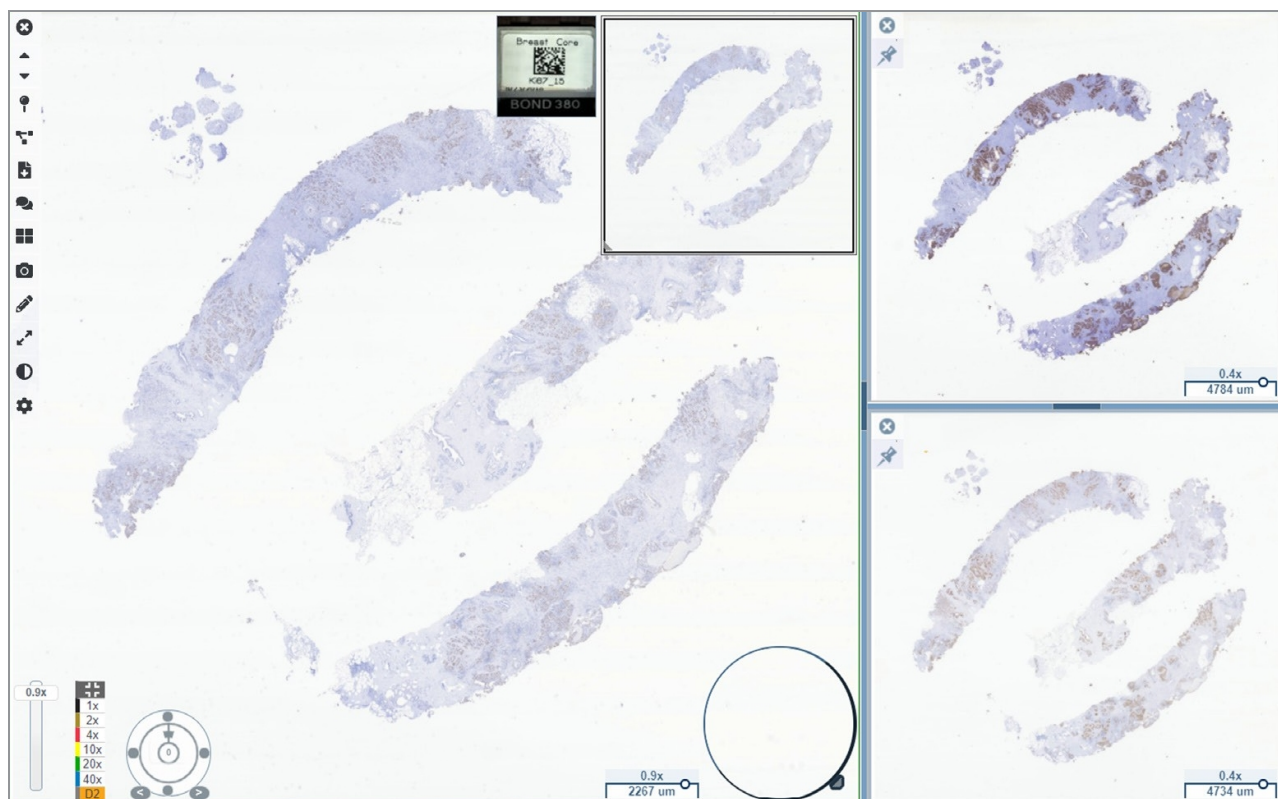 Breast Core
Ki67_15
BOND 380
0.4x
4784 um
0.9x
1x
2x
4x
10x
20x
40x
D2
0
0.9x
2267 um
0.4x
4734 um